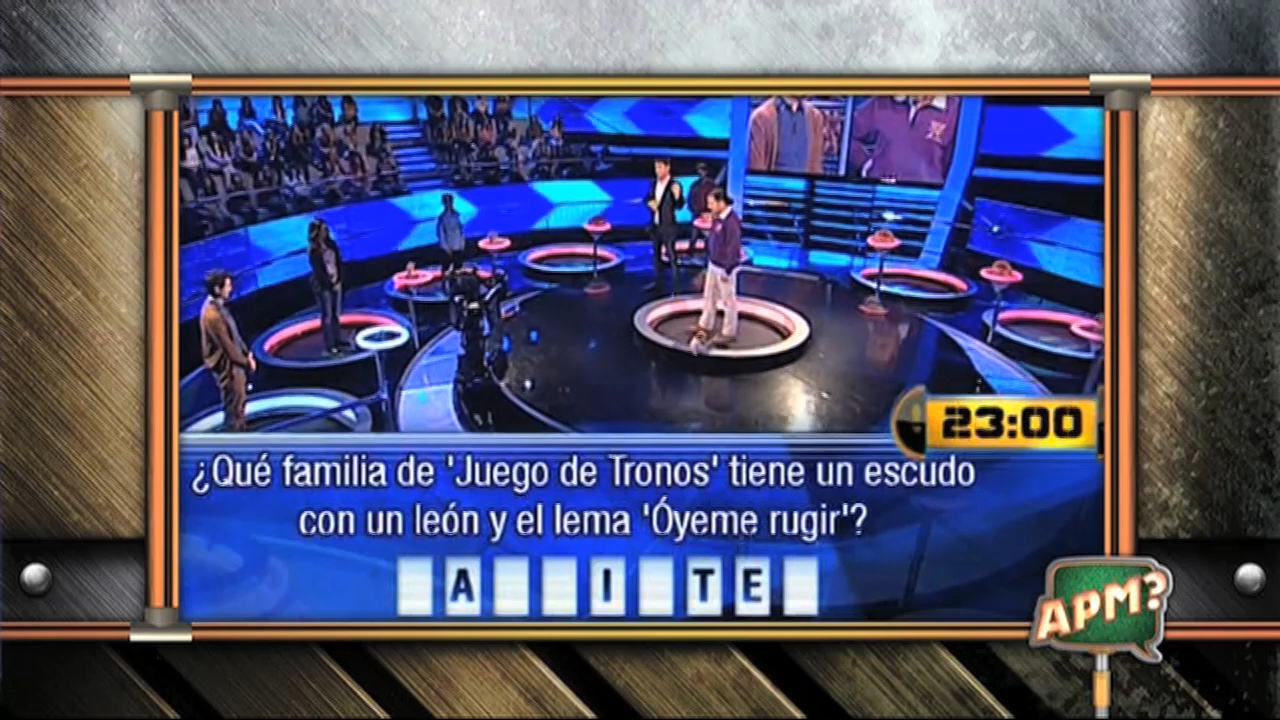 23:00
¿Qué familia de 'Juego de Tronos' tiene un escudo
con un león y el lema 'Óyeme rugir'?
A I T E
APM?